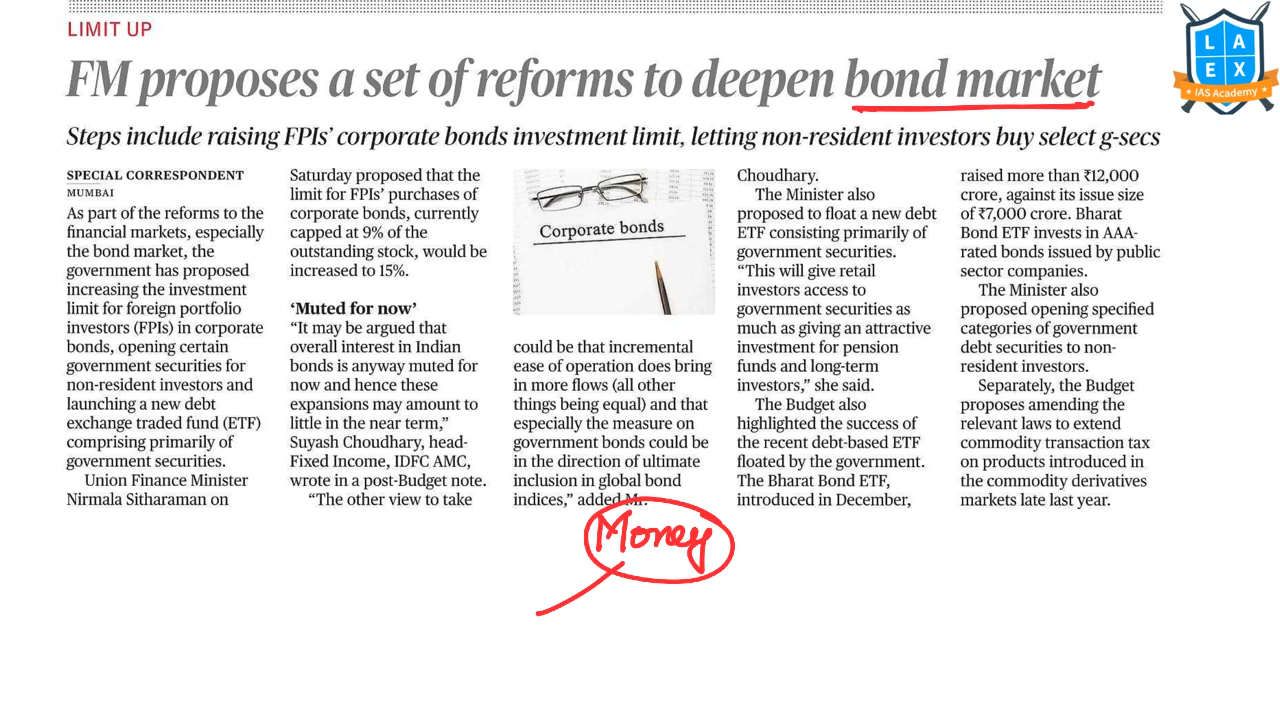 LIMIT UP
FM proposes a set of reforms to deepen bond market
Steps include raising FPIs' corporate bonds investment limit, letting non-resident investors buy select g-secs
SPECIAL CORRESPONDENT
MUMBAI
As part of the reforms to the
financial markets, especially
the bond market, the
government has proposed
increasing the investment
limit for foreign portfolio
investors (FPIs) in corporate
bonds, opening certain
government securities for
non-resident investors and
launching a new debt
exchange traded fund (ETF)
comprising primarily of
government securities.
Union Finance Minister
Nirmala Sitharaman on
Saturday proposed that the
limit for FPIs' purchases of
corporate bonds, currently
capped at 9% of the
outstanding stock, would be
increased to 15%.
‘Muted for now’
“It may be argued that
overall interest in Indian
bonds is anyway muted for
now and hence these
expansions may amount to
little in the near term,”
Suyash Choudhary, head-
Fixed Income, IDFC AMC,
wrote in a post-Budget note.
“The other view to take
Corporate bonds
could be that incremental
ease of operation does bring
in more flows (all other
things being equal) and that
especially the measure on
government bonds could be
in the direction of ultimate
inclusion in global bond
indices,” added Mr.
Choudhary.
The Minister also
proposed to float a new debt
ETF consisting primarily of
government securities.
“This will give retail
investors access to
government securities as
much as giving an attractive
investment for pension
funds and long-term
investors,” she said.
The Budget also
highlighted the success of
the recent debt-based ETF
floated by the government.
The Bharat Bond ETF,
introduced in December,
raised more than ₹12,000
crore, against its issue size
of ₹7,000 crore. Bharat
Bond ETF invests in AAA-
rated bonds issued by public
sector companies.
The Minister also
proposed opening specified
categories of government
debt securities to non-
resident investors.
Separately, the Budget
proposes amending the
relevant laws to extend
commodity transaction tax
on products introduced in
the commodity derivatives
markets late last year.
Money
L A
E X
IAS Academy